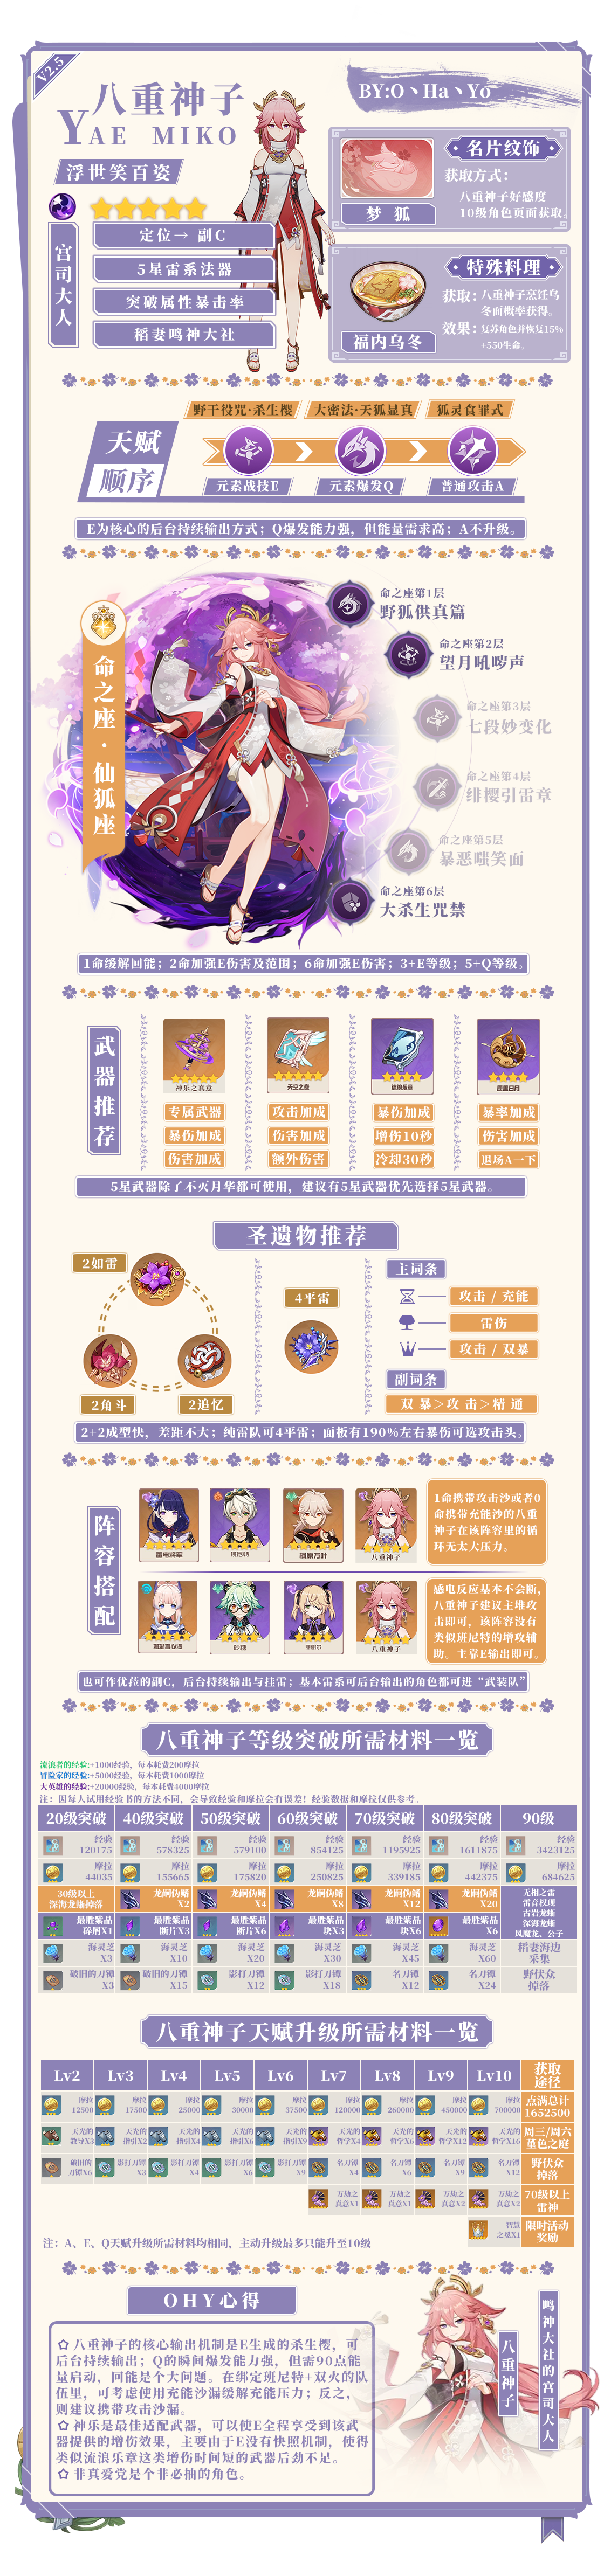 V2.5
BY:O丶Ha丶Yo
八重神子
YAE MIKO
浮世笑百姿
宫司大人
定位→ 副C
5星雷系法器
突破属性暴击率
稻妻鸣神大社
名片纹饰
获取方式：
八重神子好感度
10级角色页面获取。
梦 狐
特殊料理
获取：八重神子烹饪乌
冬面概率获得。
效果：复苏角色并恢复15%
+550生命。
福内乌冬
天赋
顺序
野干役咒·杀生樱
大密法·天狐显真
狐灵食罪式
元素战技E
元素爆发Q
普通攻击A
E为核心的后台持续输出方式；Q爆发能力强，但能量需求高；A不升级。
命之座·仙狐座
命之座第1层
野狐供真篇
命之座第2层
望月吼哕声
命之座第3层
七段妙变化
命之座第4层
绯樱引雷章
命之座第5层
暴恶嗤笑面
命之座第6层
大杀生咒禁
1命缓解回能；2命加强E伤害及范围；6命加强E伤害；3+E等级；5+Q等级。
武器推荐
神乐之真意
天空之卷
流浪乐章
匣里日月
专属武器
攻击加成
暴伤加成
暴率加成
暴伤加成
伤害加成
增伤10秒
伤害加成
伤害加成
额外伤害
冷却30秒
退场A一下
5星武器除了不灭月华都可使用，建议有5星武器优先选择5星武器。
圣遗物推荐
2如雷
2角斗
2追忆
4平雷
主词条
攻击 / 充能
雷伤
攻击 / 双暴
副词条
双 暴＞攻 击＞精 通
2+2成型快，差距不大；纯雷队可4平雷；面板有190%左右暴伤可选攻击头。
阵容搭配
雷电将军
班尼特
枫原万叶
八重神子
1命携带攻击沙或者0
命携带充能沙的八重
神子在该阵容里的循
环无太大压力。
珊瑚宫心海
砂糖
菲谢尔
八重神子
感电反应基本不会断，
八重神子建议主堆攻
击即可，该阵容没有
类似班尼特的增攻辅
助。主靠E输出即可。
也可作优菈的副C，后台持续输出与挂雷；基本雷系可后台输出的角色都可进“武装队”
八重神子等级突破所需材料一览
流浪者的经验:+1000经验，每本耗费200摩拉
冒险家的经验:+5000经验，每本耗费1000摩拉
大英雄的经验:+20000经验，每本耗费4000摩拉
注：因每人试用经验书的方法不同，会导致经验和摩拉会有误差！经验数据和摩拉仅供参考。
20级突破 40级突破 50级突破 60级突破 70级突破 80级突破 90级
经验 经验 经验 经验 经验 经验 经验
120175 578325 579100 854125 1195925 1611875 3423125
摩拉 摩拉 摩拉 摩拉 摩拉 摩拉 摩拉
44035 155665 175820 250825 339185 442375 684625
30级以上 龙嗣伪鳍 龙嗣伪鳍 龙嗣伪鳍 龙嗣伪鳍 龙嗣伪鳍 无相之雷
深海龙蜥掉落 X2 X4 X8 X12 X20 雷音权现
古岩龙蜥
最胜紫晶 最胜紫晶 最胜紫晶 最胜紫晶 最胜紫晶 最胜紫晶 深海龙蜥
碎屑X1 断片X3 断片X6 块X3 块X6 X6 风魔龙、公子
海灵芝 海灵芝 海灵芝 海灵芝 海灵芝 海灵芝 稻妻海边
X3 X10 X20 X30 X45 X60 采集
破旧的刀镡 破旧的刀镡 影打刀镡 影打刀镡 名刀镡 名刀镡 野伏众
X3 X15 X12 X18 X12 X24 掉落
八重神子天赋升级所需材料一览
Lv2 Lv3 Lv4 Lv5 Lv6 Lv7 Lv8 Lv9 Lv10 获取
途径
摩拉 摩拉 摩拉 摩拉 摩拉 摩拉 摩拉 摩拉 摩拉 点满总计
12500 17500 25000 30000 37500 120000 260000 450000 700000 1652500
天光的 天光的 天光的 天光的 天光的 天光的 天光的 天光的 天光的 周三/周六
教导X3 指引X2 指引X4 指引X6 指引X9 哲学X4 哲学X6 哲学X12 哲学X16 堇色之庭
破旧的 影打刀镡 影打刀镡 影打刀镡 影打刀镡 名刀镡 名刀镡 名刀镡 名刀镡 野伏众
刀镡X6 X3 X4 X6 X9 X4 X6 X9 X12 掉落
万劫之 万劫之 万劫之 万劫之 70级以上
真意X1 真意X1 真意X2 真意X2 雷神
智慧 限时活动
之冕X1 奖励
注：A、E、Q天赋升级所需材料均相同，主动升级最多只能升至10级
OHY心得
八重神子的核心输出机制是E生成的杀生樱，可
后台持续输出；Q的瞬间爆发能力强，但需90点能
量启动，回能是个大问题。在绑定班尼特+双火的队
伍里，可考虑使用充能沙漏缓解充能压力；反之，
则建议携带攻击沙漏。
神乐是最佳适配武器，可以使E全程享受到该武
器提供的增伤效果，主要由于E没有快照机制，使得
类似流浪乐章这类增伤时间短的武器后劲不足。
非真爱党是个非必抽的角色。
八重神子
鸣神大社的宫司大人